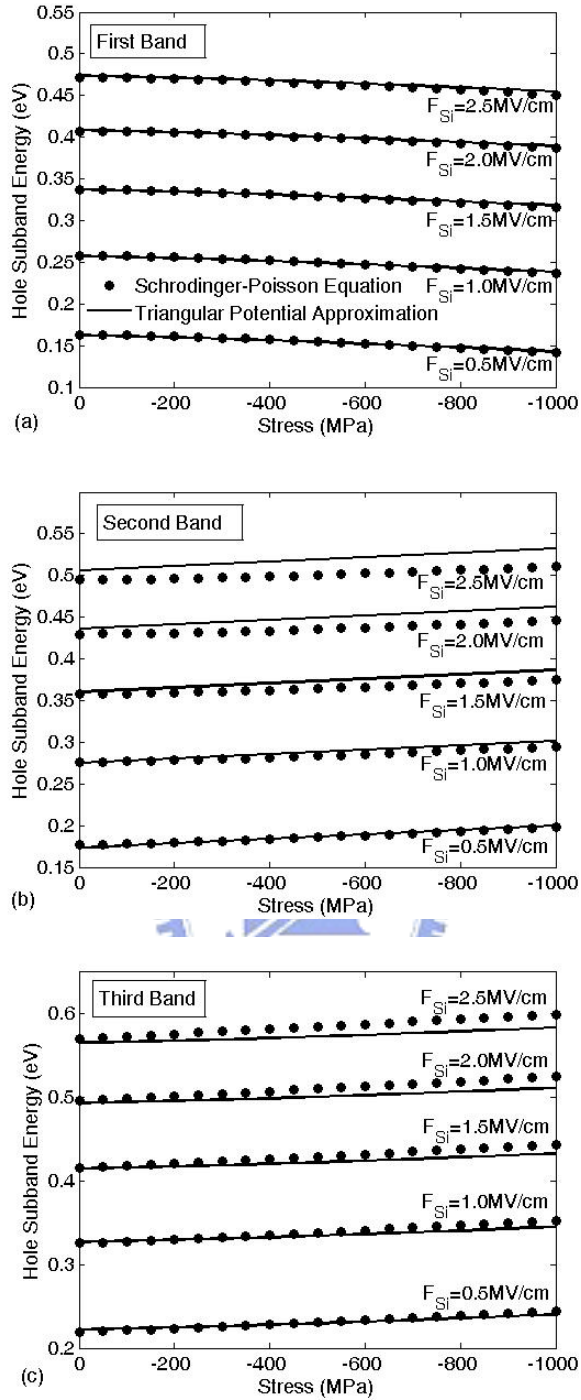 0.55
First Band
0.5
0.45
F_Si=2.5MV/cm
0.4
F_Si=2.0MV/cm
0.35
0.3
F_Si=1.5MV/cm
0.25
Schrodinger-Poisson Equation
F_Si=1.0MV/cm
0.2
Triangular Potential Approximation
0.15
F_Si=0.5MV/cm
0.1
Hole Subband Energy (eV)
0 -200 -400 -600 -800 -1000
Stress (MPa)
(a)
Second Band
0.55
0.5
F_Si=2.5MV/cm
0.45
F_Si=2.0MV/cm
0.4
0.35
F_Si=1.5MV/cm
0.3
F_Si=1.0MV/cm
0.25
0.2
F_Si=0.5MV/cm
0.15
Hole Subband Energy (eV)
0 -200 -400 -600 -800 -1000
Stress (MPa)
(b)
Third Band
F_Si=2.5MV/cm
0.6
F_Si=2.0MV/cm
0.5
F_Si=1.5MV/cm
0.4
F_Si=1.0MV/cm
0.3
F_Si=0.5MV/cm
0.2
Hole Subband Energy (eV)
0 -200 -400 -600 -800 -1000
Stress (MPa)
(c)